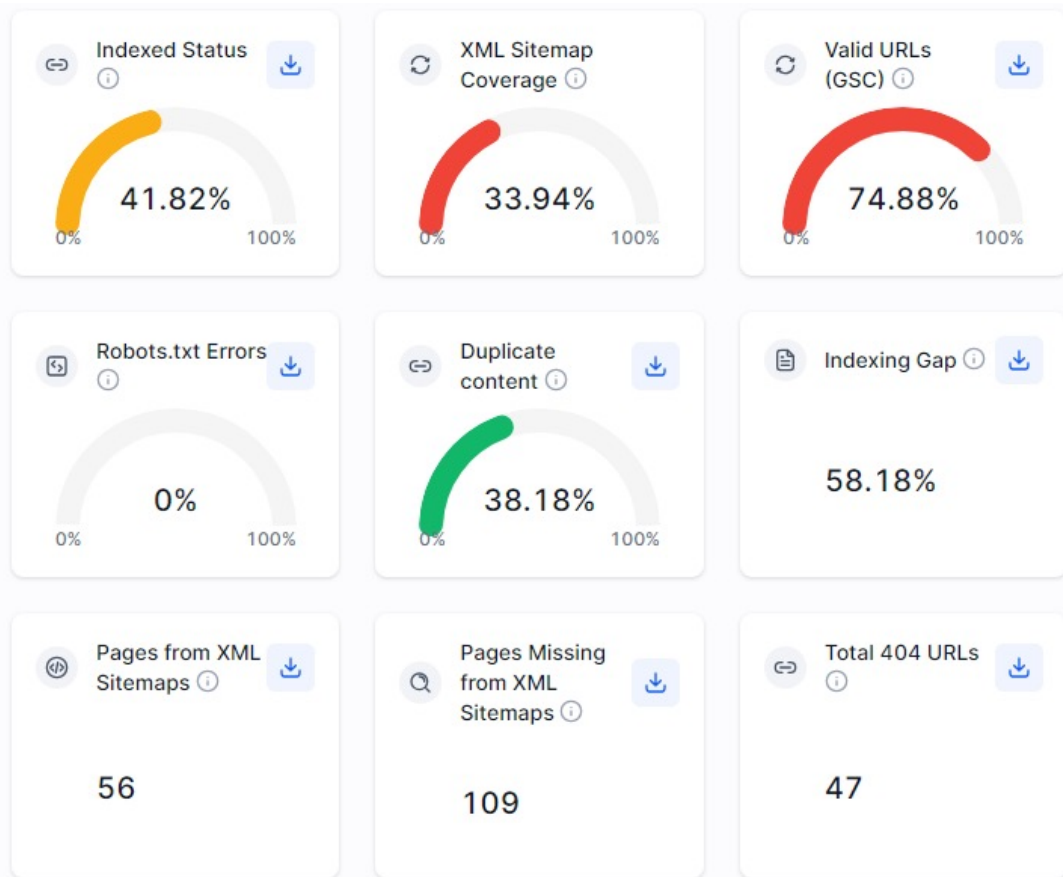 Indexed Status
41.82%
0%
100%
XML Sitemap
Coverage
33.94%
0%
100%
Valid URLs
(GSC)
74.88%
0%
100%
Robots.txt Errors
0%
0%
100%
Duplicate
content
38.18%
0%
100%
Indexing Gap
58.18%
Pages from XML
Sitemaps
56
Pages Missing
from XML
Sitemaps
109
Total 404 URLs
47